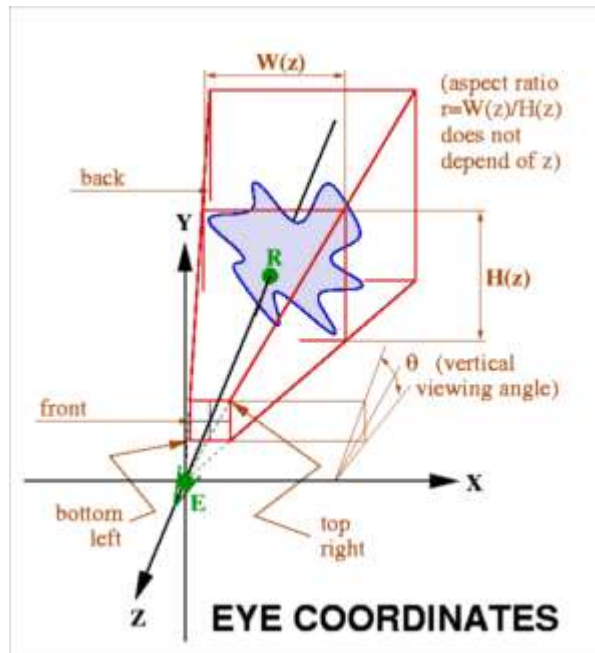 W(z)
(aspect ratio
r=W(z)/H(z)
does not
depend of z)
back
Y
R
H(z)
θ (vertical
viewing angle)
front
X
E
bottom
left
top
right
Z
EYE COORDINATES